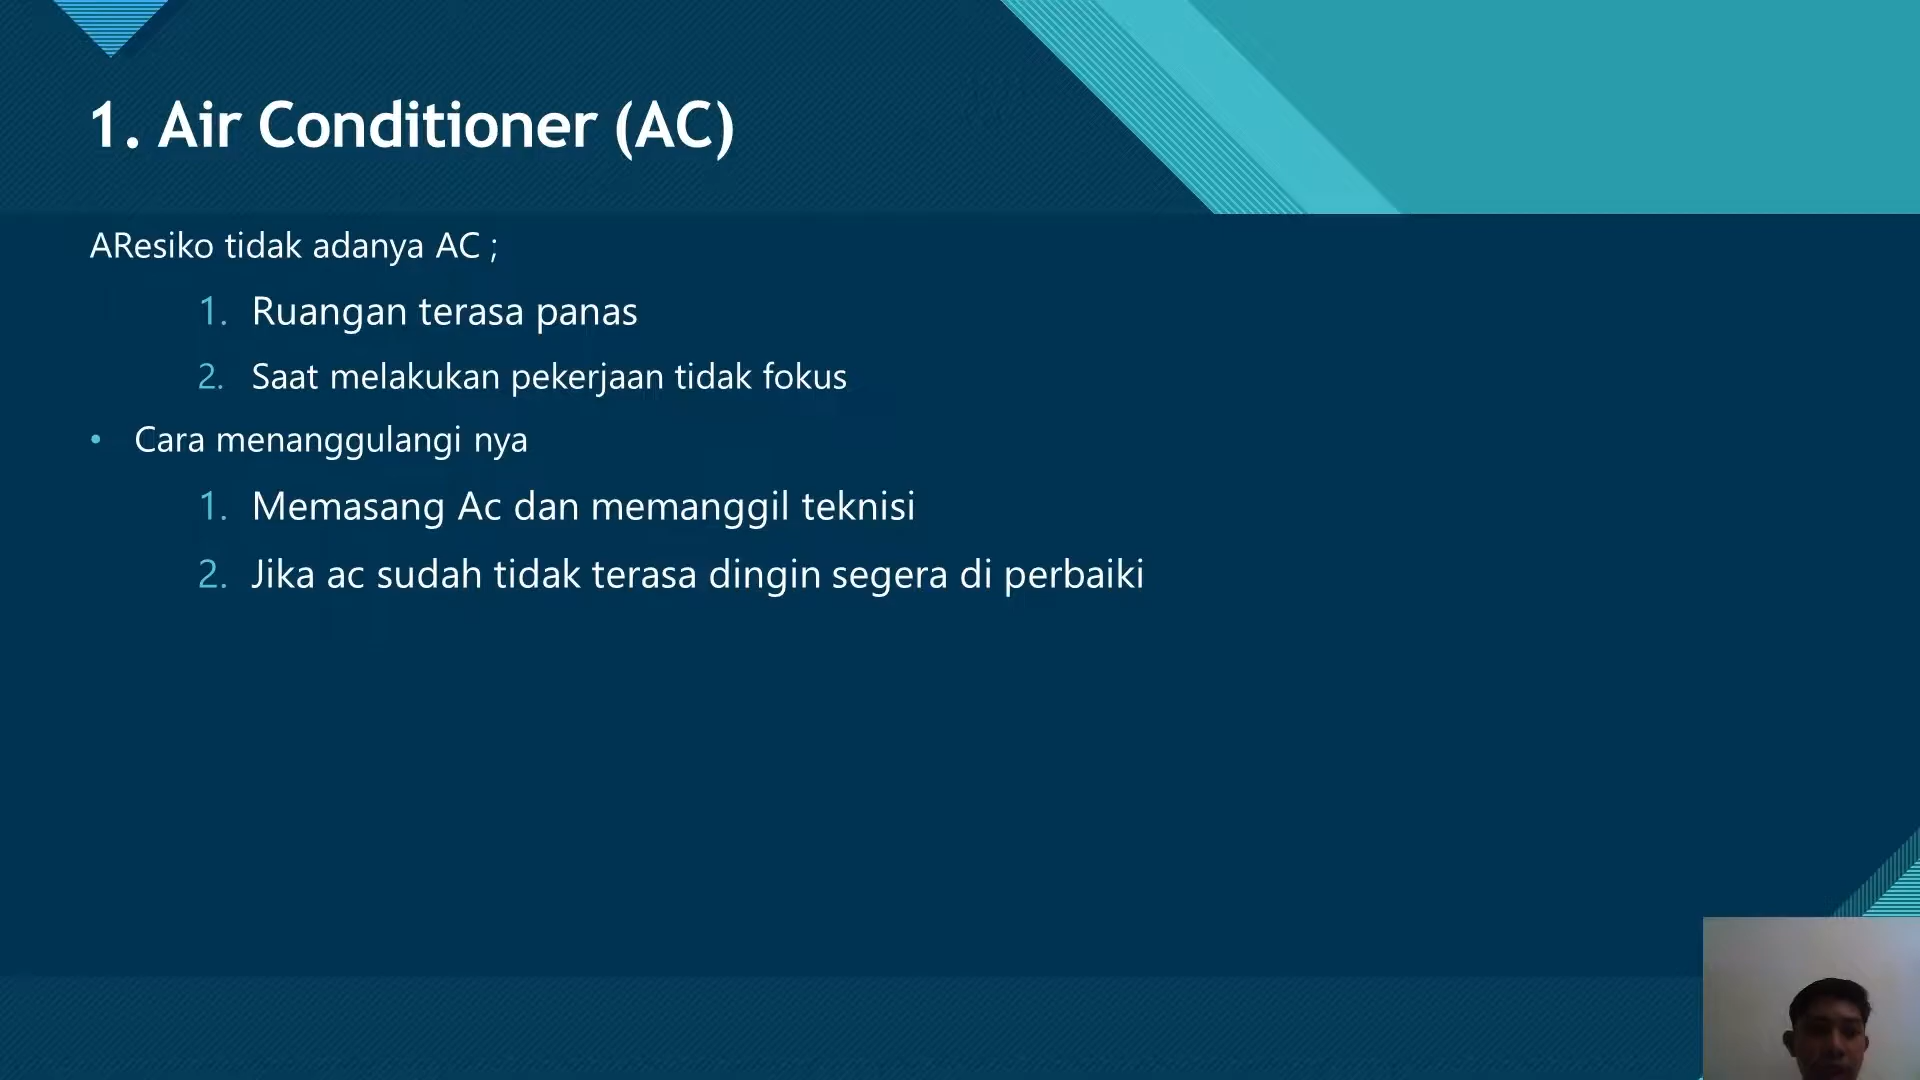 1. Air Conditioner (AC)
AResiko tidak adanya AC ;
1. Ruangan terasa panas
2. Saat melakukan pekerjaan tidak fokus
• Cara menanggulangi nya
1. Memasang Ac dan memanggil teknisi
2. Jika ac sudah tidak terasa dingin segera di perbaiki